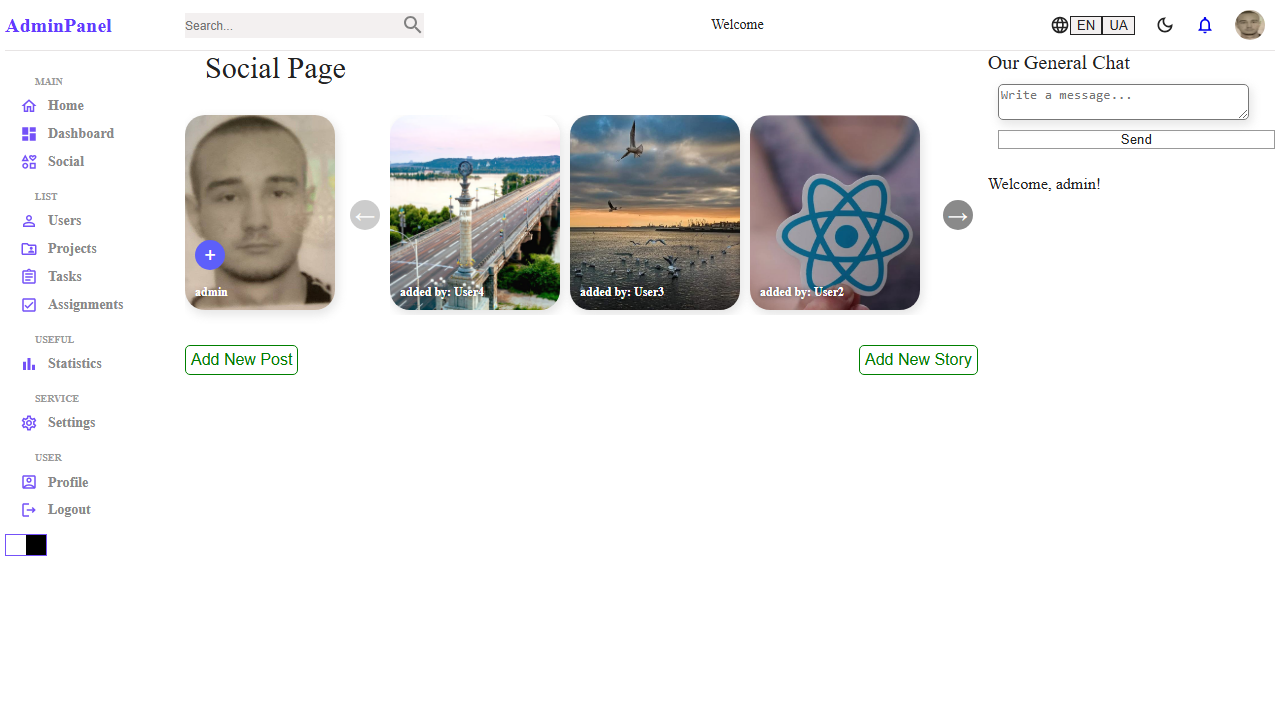 AdminPanel
Search...
Welcome
EN UA
MAIN
Home
Dashboard
Social
LIST
Users
Projects
Tasks
Assignments
USEFUL
Statistics
SERVICE
Settings
USER
Profile
Logout
Social Page
+
admin
←
added by: User4
added by: User3
added by: User2
→
Add New Post
Add New Story
Our General Chat
Write a message...
Send
Welcome, admin!